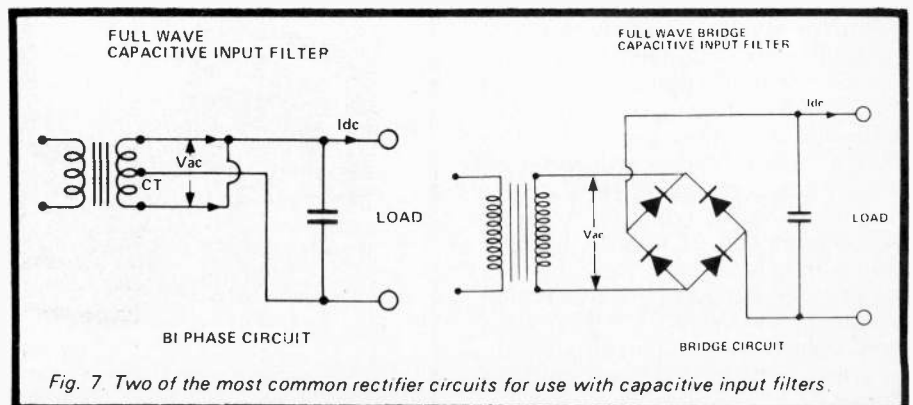 FULL WAVE
CAPACITIVE INPUT FILTER
Idc
Vac
CT
LOAD
BI PHASE CIRCUIT
FULL WAVE BRIDGE
CAPACITIVE INPUT FILTER
Idc
Vac
LOAD
BRIDGE CIRCUIT
Fig. 7. Two of the most common rectifier circuits for use with capacitive input filters.